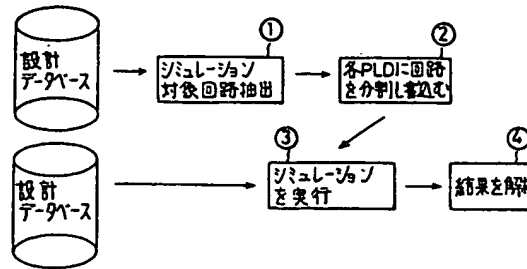 設計
データベース
①
シミュレーション
対後回路抽出
②
各PLDに回路
を分割し書込む
設計
データベース
③
シミュレーション
を実行
④
結果を解